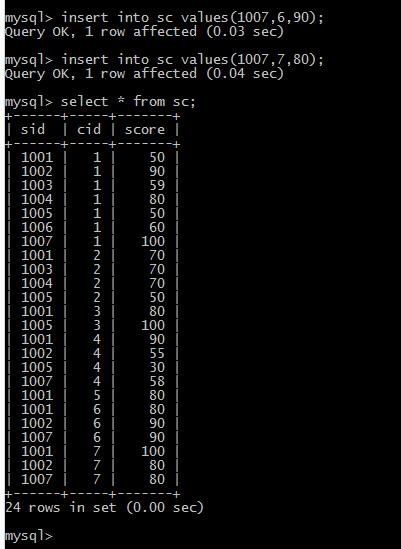 mysql> insert into sc values(1007,6,90);
Query OK, 1 row affected (0.03 sec)
mysql> insert into sc values(1007,7,80);
Query OK, 1 row affected (0.04 sec)
mysql> select * from sc;
+------+-----+-------+
| sid  | cid | score |
+------+-----+-------+
| 1001 |   1 |    50 |
| 1002 |   1 |    90 |
| 1003 |   1 |    59 |
| 1004 |   1 |    80 |
| 1005 |   1 |    50 |
| 1006 |   1 |    60 |
| 1007 |   1 |   100 |
| 1001 |   2 |    70 |
| 1003 |   2 |    70 |
| 1004 |   2 |    70 |
| 1005 |   2 |    50 |
| 1001 |   3 |    80 |
| 1005 |   3 |   100 |
| 1001 |   4 |    90 |
| 1002 |   4 |    55 |
| 1005 |   4 |    30 |
| 1007 |   4 |    58 |
| 1001 |   5 |    80 |
| 1001 |   6 |    80 |
| 1002 |   6 |    90 |
| 1007 |   6 |    90 |
| 1001 |   7 |   100 |
| 1002 |   7 |    80 |
| 1007 |   7 |    80 |
+------+-----+-------+
24 rows in set (0.00 sec)
mysql>